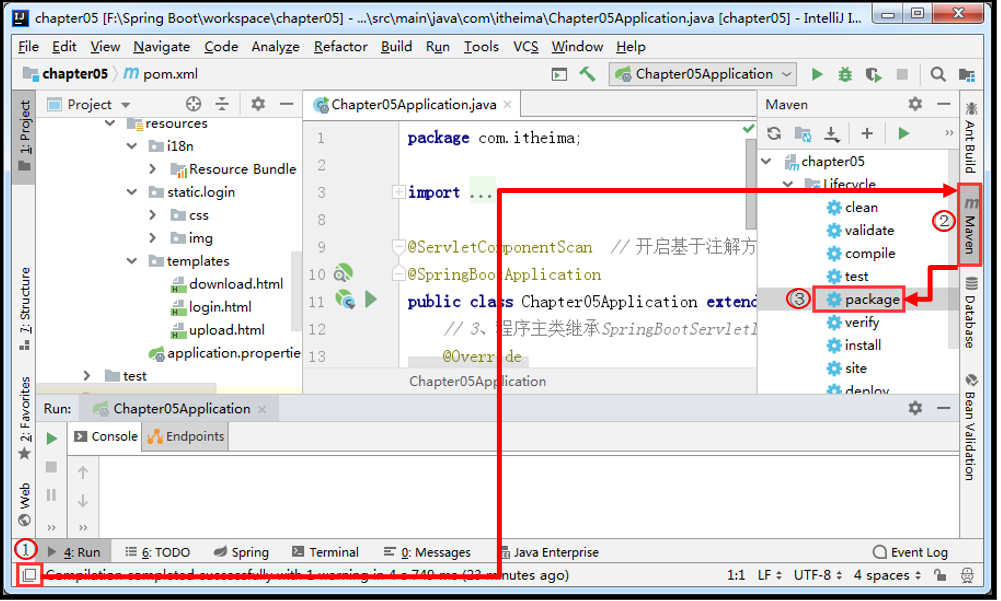 chapter05 [F:\Spring Boot\workspace\chapter05] - ...\src\main\java\com\itheima\Chapter05Application.java [chapter05] - IntelliJ I...
File Edit View Navigate Code Analyze Refactor Build Run Tools VCS Window Help
chapter05 m pom.xml Chapter05Application
1: Project
Project
resources
i18n
Resource Bundle
static.login
css
img
templates
download.html
login.html
upload.html
application.propertie
test
Chapter05Application.java
1 package com.itheima;
2
3 import ...
8
9 @ServletComponentScan // 开启基于注解方
10 @SpringBootApplication
11 public class Chapter05Application extend
12 // 3、程序主类继承SpringBootServletI
13 @Override
Chapter05Application
Maven
chapter05
Lifecycle
clean
validate
compile
test
③ package
verify
install
site
deploy
Ant Build
② m Maven
Database
Bean Validation
7: Structure
2: Favorites
Web
Run: Chapter05Application
Console Endpoints
① 4: Run 6: TODO Spring Terminal 0: Messages Java Enterprise Event Log
Compilation completed successfully with 1 warning in 4 s 749 ms (23 minutes ago) 1:1 LF UTF-8 4 spaces